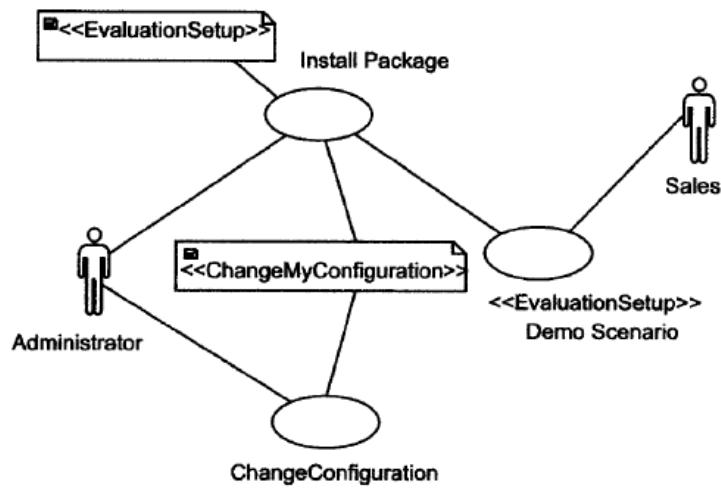 <<EvaluationSetup>>
Install Package
Sales
<<ChangeMyConfiguration>>
<<EvaluationSetup>>
Demo Scenario
Administrator
ChangeConfiguration